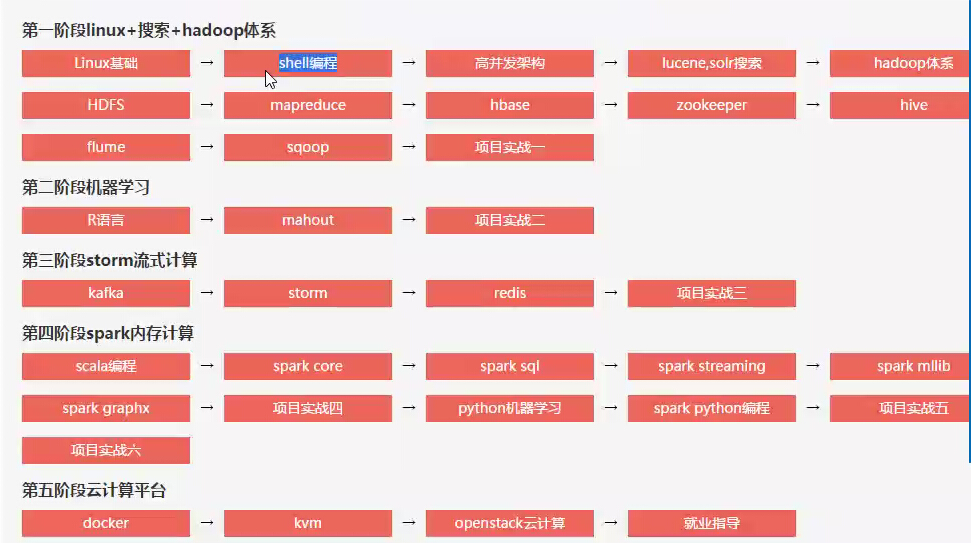 第一阶段linux+搜索+hadoop体系
Linux基础 → shell编程 → 高并发架构 → lucene,solr搜索 → hadoop体系
HDFS → mapreduce → hbase → zookeeper → hive
flume → sqoop → 项目实战一
第二阶段机器学习
R语言 → mahout → 项目实战二
第三阶段storm流式计算
kafka → storm → redis → 项目实战三
第四阶段spark内存计算
scala编程 → spark core → spark sql → spark streaming → spark mllib
spark graphx → 项目实战四 → python机器学习 → spark python编程 → 项目实战五
项目实战六
第五阶段云计算平台
docker → kvm → openstack云计算 → 就业指导